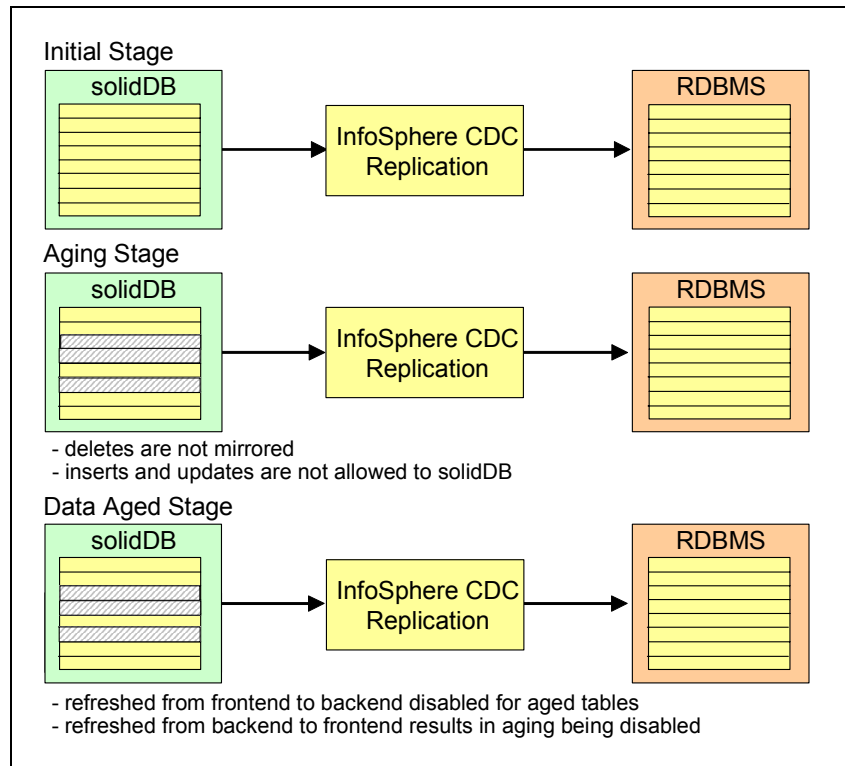 Initial Stage
solidDB
InfoSphere CDC
Replication
RDBMS
Aging Stage
solidDB
InfoSphere CDC
Replication
RDBMS
- deletes are not mirrored
- inserts and updates are not allowed to solidDB
Data Aged Stage
solidDB
InfoSphere CDC
Replication
RDBMS
- refreshed from frontend to backend disabled for aged tables
- refreshed from backend to frontend results in aging being disabled